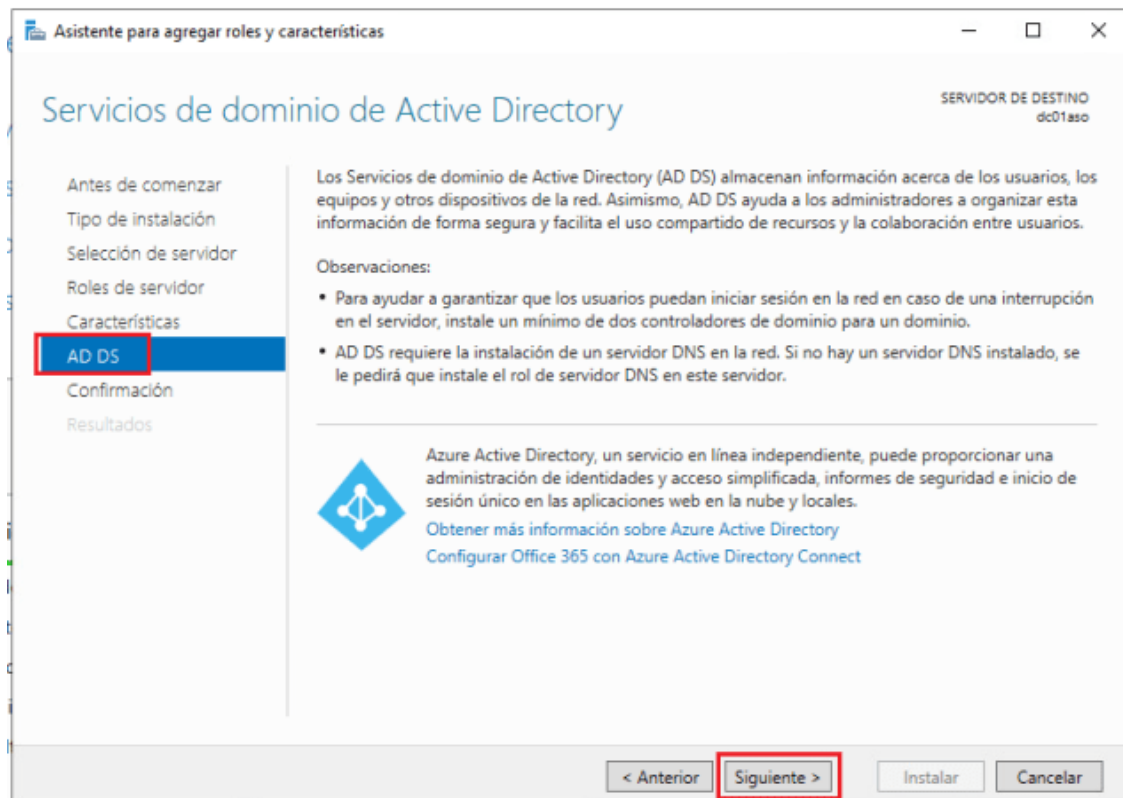 Asistente para agregar roles y características
Servicios de dominio de Active Directory
SERVIDOR DE DESTINO
dc01aso
Antes de comenzar
Tipo de instalación
Selección de servidor
Roles de servidor
Características
AD DS
Confirmación
Resultados
Los Servicios de dominio de Active Directory (AD DS) almacenan información acerca de los usuarios, los
equipos y otros dispositivos de la red. Asimismo, AD DS ayuda a los administradores a organizar esta
información de forma segura y facilita el uso compartido de recursos y la colaboración entre usuarios.
Observaciones:
• Para ayudar a garantizar que los usuarios puedan iniciar sesión en la red en caso de una interrupción
en el servidor, instale un mínimo de dos controladores de dominio para un dominio.
• AD DS requiere la instalación de un servidor DNS en la red. Si no hay un servidor DNS instalado, se
le pedirá que instale el rol de servidor DNS en este servidor.
Azure Active Directory, un servicio en línea independiente, puede proporcionar una
administración de identidades y acceso simplificada, informes de seguridad e inicio de
sesión único en las aplicaciones web en la nube y locales.
Obtener más información sobre Azure Active Directory
Configurar Office 365 con Azure Active Directory Connect
< Anterior
Siguiente >
Instalar
Cancelar